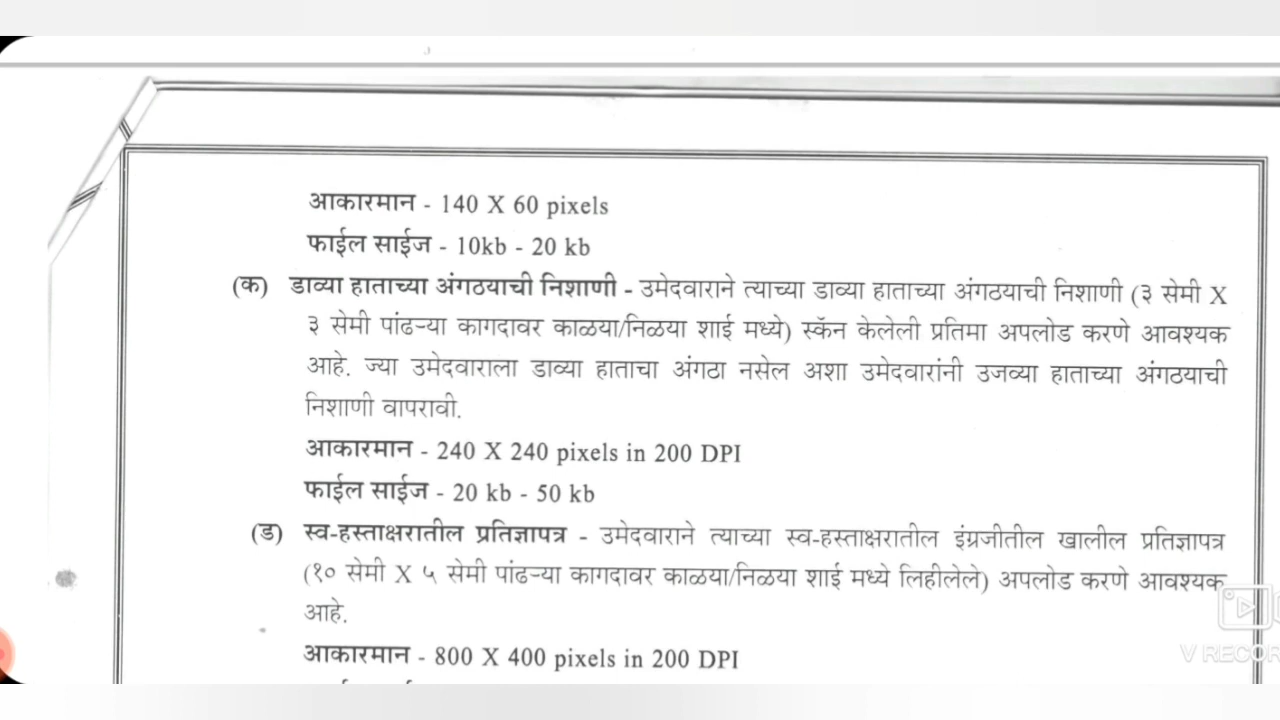 आकारमान - 140 X 60 pixels
फाईल साईज - 10kb - 20 kb
(क) डाव्या हाताच्या अंगठयाची निशाणी - उमेदवाराने त्याच्या डाव्या हाताच्या अंगठयाची निशाणी (३ सेमी X
३ सेमी पांढऱ्या कागदावर काळया/निळया शाई मध्ये) स्कॅन केलेली प्रतिमा अपलोड करणे आवश्यक
आहे. ज्या उमेदवाराला डाव्या हाताचा अंगठा नसेल अशा उमेदवारांनी उजव्या हाताच्या अंगठयाची
निशाणी वापरावी.
आकारमान - 240 X 240 pixels in 200 DPI
फाईल साईज - 20 kb - 50 kb
(ड) स्व-हस्ताक्षरातील प्रतिज्ञापत्र - उमेदवाराने त्याच्या स्व-हस्ताक्षरातील इंग्रजीतील खालील प्रतिज्ञापत्र
(१० सेमी X ५ सेमी पांढऱ्या कागदावर काळया/निळया शाई मध्ये लिहीलेले) अपलोड करणे आवश्यक
आहे.
आकारमान - 800 X 400 pixels in 200 DPI
V RECOR